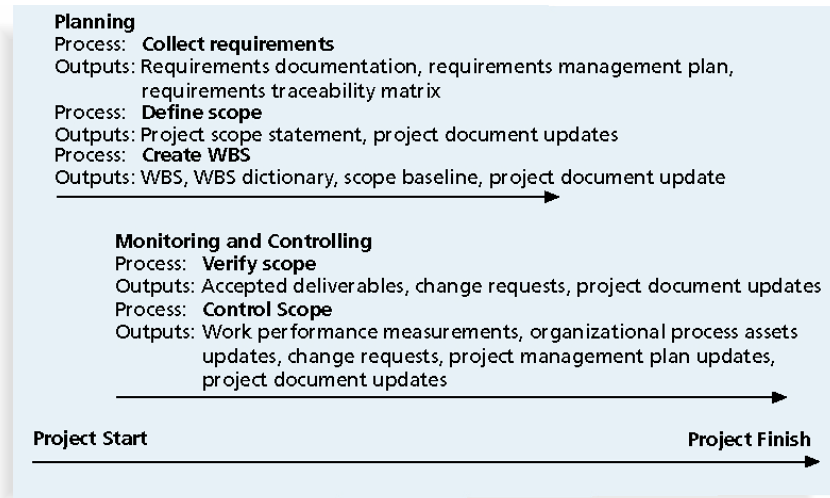 Planning
Process: Collect requirements
Outputs: Requirements documentation, requirements management plan,
requirements traceability matrix
Process: Define scope
Outputs: Project scope statement, project document updates
Process: Create WBS
Outputs: WBS, WBS dictionary, scope baseline, project document update
Monitoring and Controlling
Process: Verify scope
Outputs: Accepted deliverables, change requests, project document updates
Process: Control Scope
Outputs: Work performance measurements, organizational process assets
updates, change requests, project management plan updates,
project document updates
Project Start
Project Finish